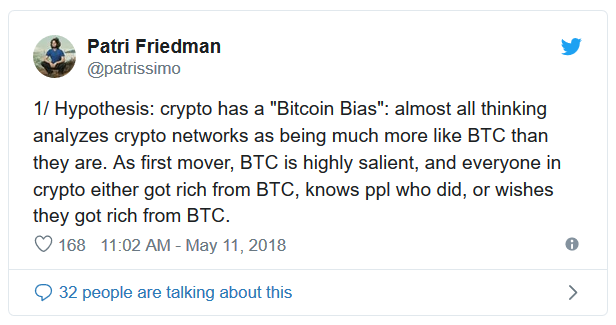 Patri Friedman
@patrissimo
1/ Hypothesis: crypto has a "Bitcoin Bias": almost all thinking
analyzes crypto networks as being much more like BTC than
they are. As first mover, BTC is highly salient, and everyone in
crypto either got rich from BTC, knows ppl who did, or wishes
they got rich from BTC.
168 11:02 AM - May 11, 2018
32 people are talking about this